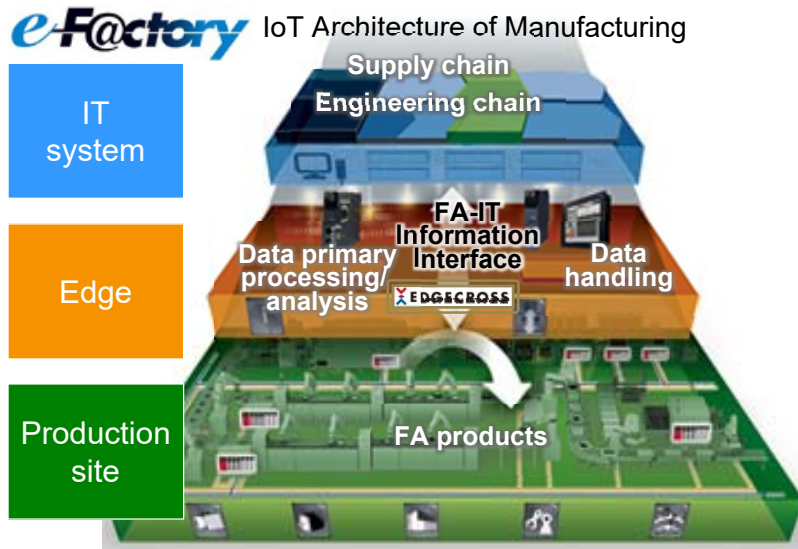 e-F@ctory IoT Architecture of Manufacturing
IT
system
Supply chain
Engineering chain
Edge
FA-IT
Information
Interface
Data primary
processing/
analysis
Data
handling
EDGECROSS
Production
site
FA products